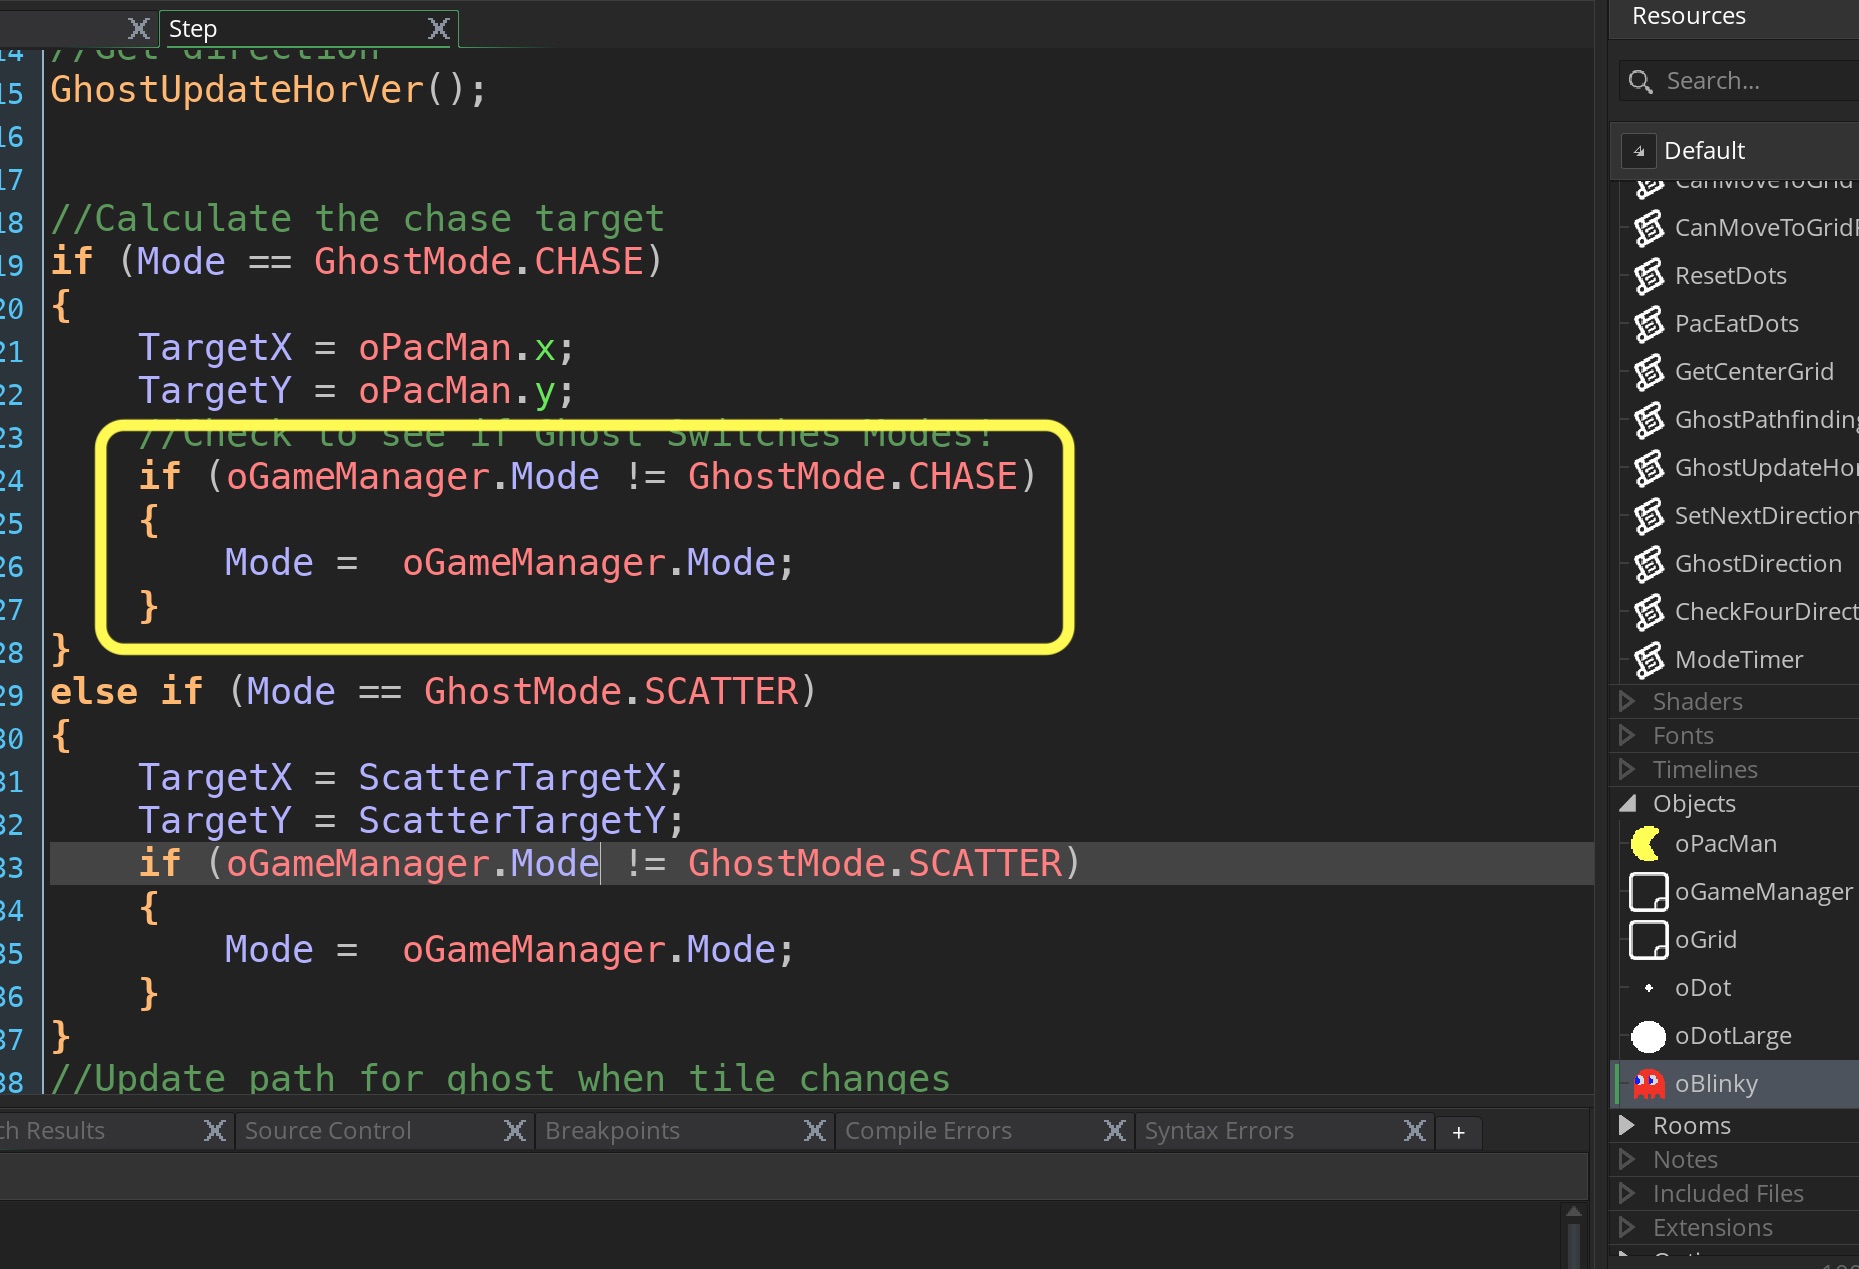 Step
//Get direction
15 GhostUpdateHorVer();
16
17
18 //Calculate the chase target
19 if (Mode == GhostMode.CHASE)
20 {
21 TargetX = oPacMan.x;
22 TargetY = oPacMan.y;
23 //Check to see if Ghost Switches Modes!
24 if (oGameManager.Mode != GhostMode.CHASE)
25 {
26 Mode =  oGameManager.Mode;
27 }
28 }
29 else if (Mode == GhostMode.SCATTER)
30 {
31 TargetX = ScatterTargetX;
32 TargetY = ScatterTargetY;
33 if (oGameManager.Mode != GhostMode.SCATTER)
34 {
35 Mode =  oGameManager.Mode;
36 }
37 }
38 //Update path for ghost when tile changes
ch Results
Source Control
Breakpoints
Compile Errors
Syntax Errors
+
Resources
Search...
Default
CanMoveToGrid
CanMoveToGrid
ResetDots
PacEatDots
GetCenterGrid
GhostPathfinding
GhostUpdateHor
SetNextDirection
GhostDirection
CheckFourDirect
ModeTimer
Shaders
Fonts
Timelines
Objects
oPacMan
oGameManager
oGrid
oDot
oDotLarge
oBlinky
Rooms
Notes
Included Files
Extensions